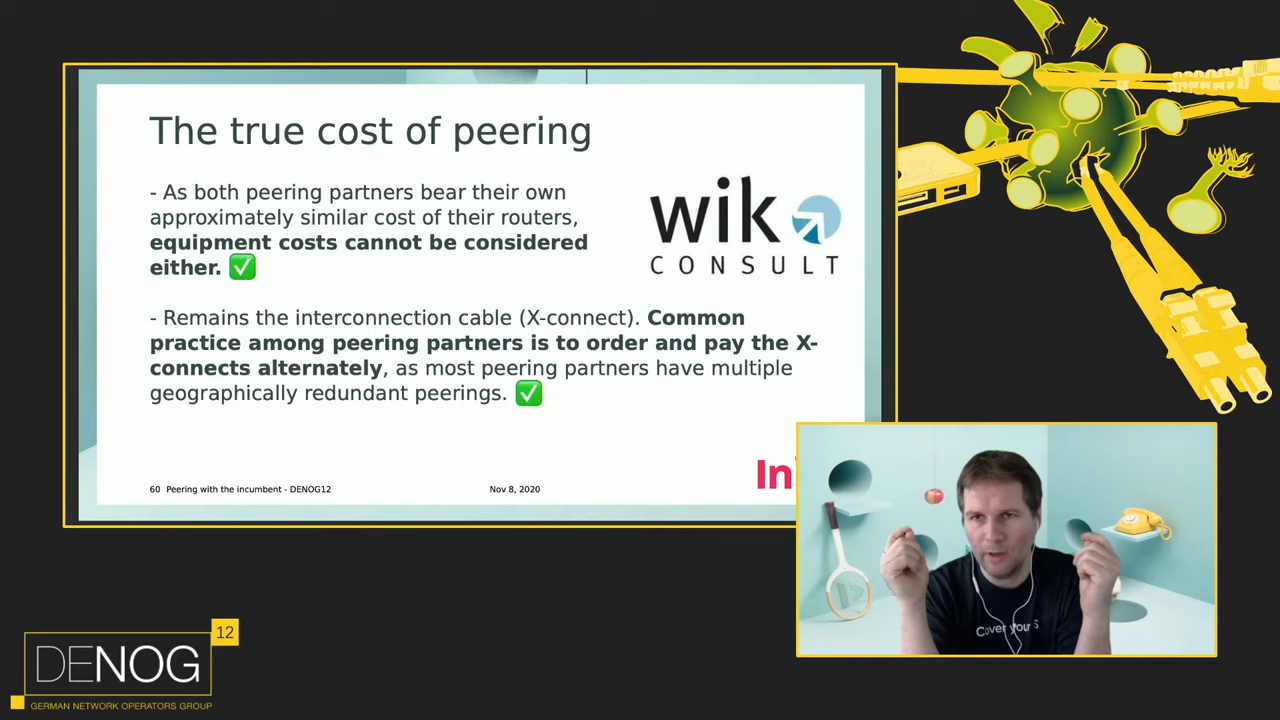 The true cost of peering
- As both peering partners bear their own
approximately similar cost of their routers,
equipment costs cannot be considered
either. ✅
wik
CONSULT
- Remains the interconnection cable (X-connect). Common
practice among peering partners is to order and pay the X-
connects alternately, as most peering partners have multiple
geographically redundant peerings. ✅
60 Peering with the incumbent - DENOG12
Nov 8, 2020
Cover your
12
DENOG
GERMAN NETWORK OPERATORS GROUP